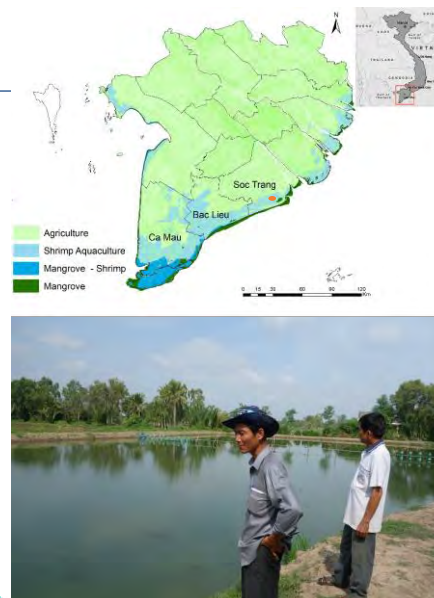 N
VIETNAM
Soc Trang
Bac Lieu
Ca Mau
Agriculture
Shrimp Aquaculture
Mangrove - Shrimp
Mangrove
0 15 30 60 90 120
Km